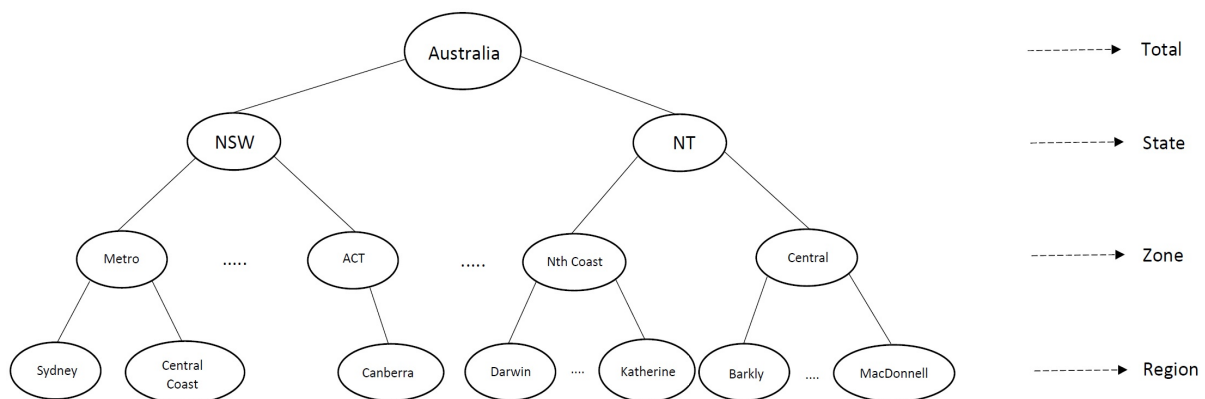 Australia
Total
NSW
NT
State
Metro
.....
ACT
.....
Nth Coast
Central
Zone
Sydney
Central
Coast
Canberra
Darwin
....
Katherine
Barkly
....
MacDonnell
Region